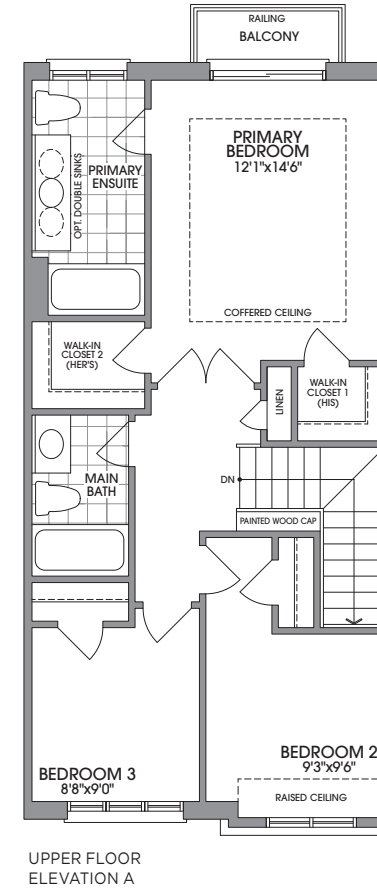 RAILING
BALCONY
PRIMARY
BEDROOM
12'1"x14'6"
PRIMARY
ENSUITE
OPT. DOUBLE SINKS
COFFERED CEILING
WALK-IN
CLOSET 2
(HER'S)
WALK-IN
CLOSET 1
(HIS)
LINEN
MAIN
BATH
DN
PAINTED WOOD CAP
BEDROOM 2
9'3"x9'6"
RAISED CEILING
BEDROOM 3
8'8"x9'0"
UPPER FLOOR
ELEVATION A